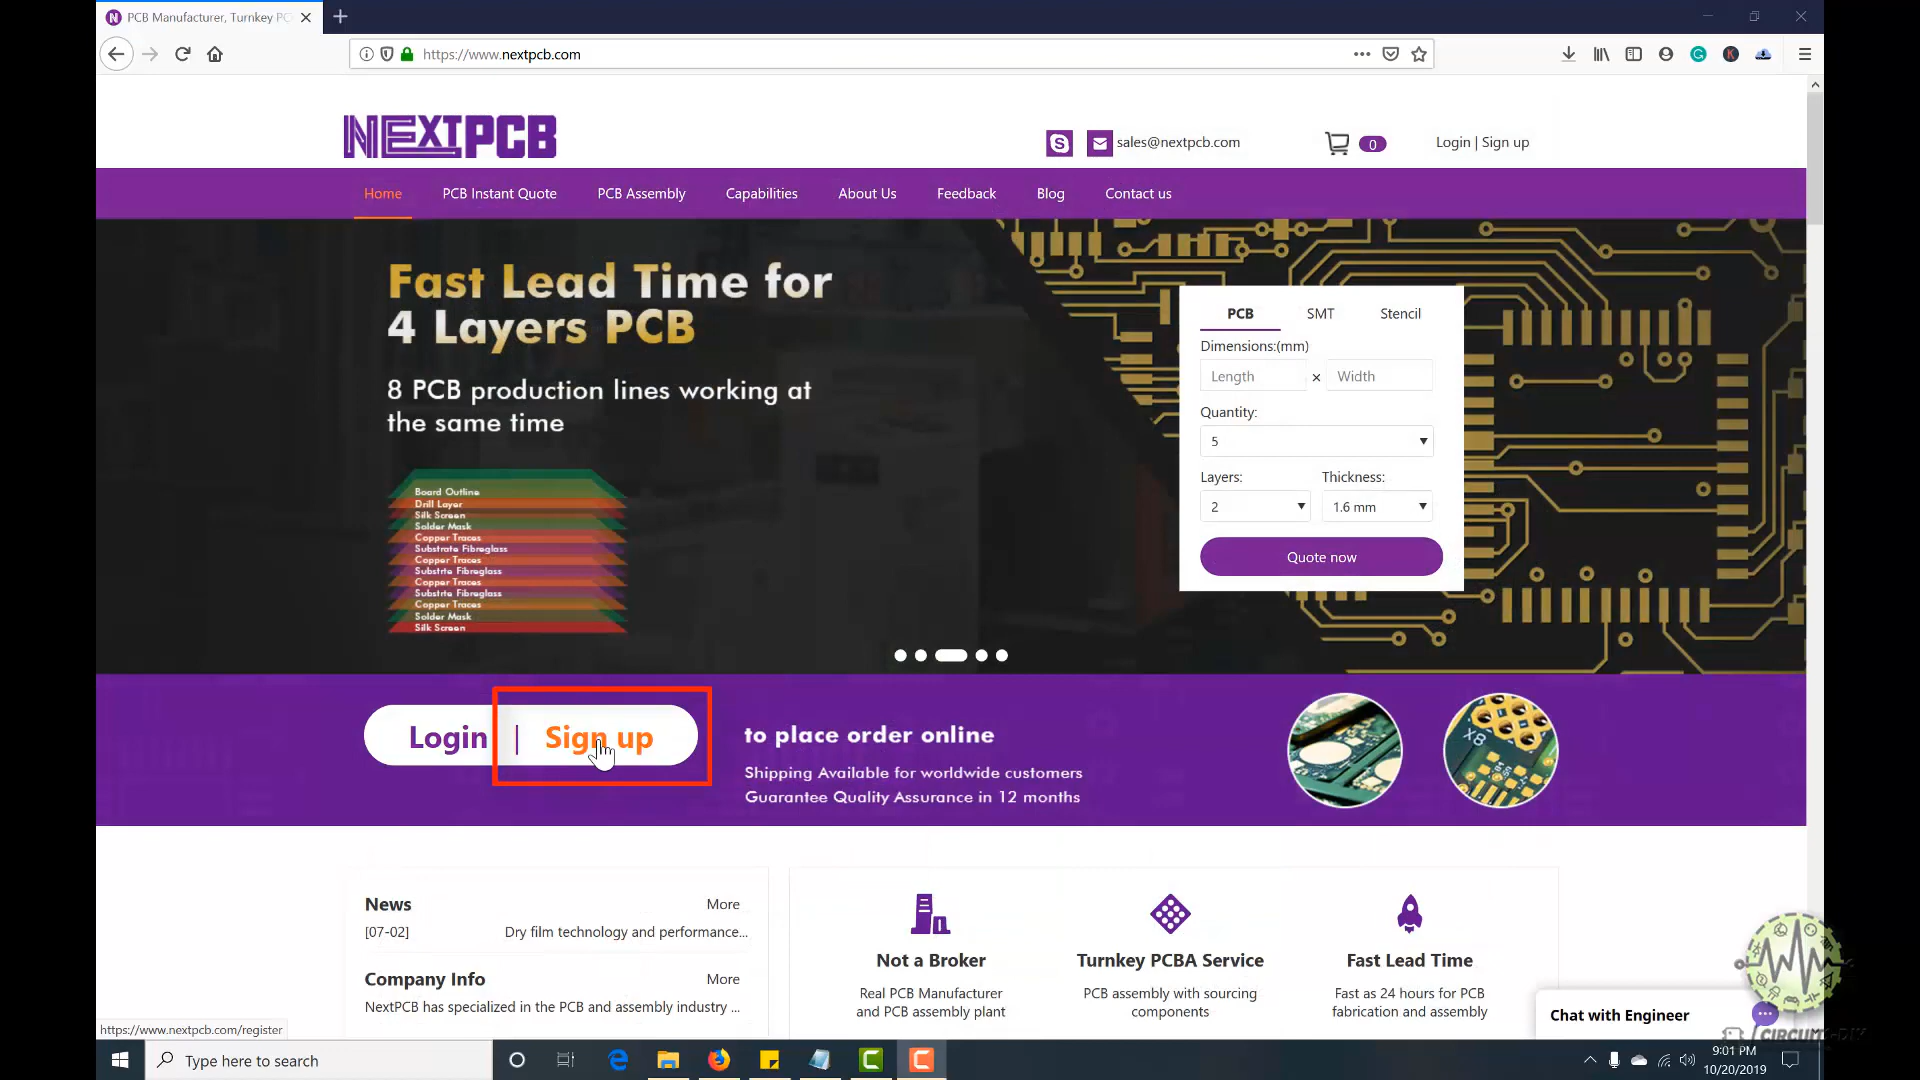 PCB Manufacturer, Turnkey PC
https://www.nextpcb.com
NEXTPCB
sales@nextpcb.com
0
Login | Sign up
Home
PCB Instant Quote
PCB Assembly
Capabilities
About Us
Feedback
Blog
Contact us
Fast Lead Time for
4 Layers PCB
8 PCB production lines working at
the same time
Board Outline
Drill Layer
Silk Screen
Solder Mask
Copper Traces
Substrate Fibreglass
Copper Traces
Substrte Fibreglass
Copper Traces
Substrte Fibreglass
Copper Traces
Solder Mask
Silk Screen
PCB
SMT
Stencil
Dimensions:(mm)
Length
×
Width
Quantity:
5
Layers:
Thickness:
2
1.6 mm
Quote now
Login | Sign up
to place order online
Shipping Available for worldwide customers
Guarantee Quality Assurance in 12 months
X8
News
More
[07-02]
Dry film technology and performance...
Company Info
More
NextPCB has specialized in the PCB and assembly industry ...
Not a Broker
Real PCB Manufacturer
and PCB assembly plant
Turnkey PCBA Service
PCB assembly with sourcing
components
Fast Lead Time
Fast as 24 hours for PCB
fabrication and assembly
Chat with Engineer
CIRCUITS-DIY
https://www.nextpcb.com/register
Type here to search
9:01 PM
10/20/2019